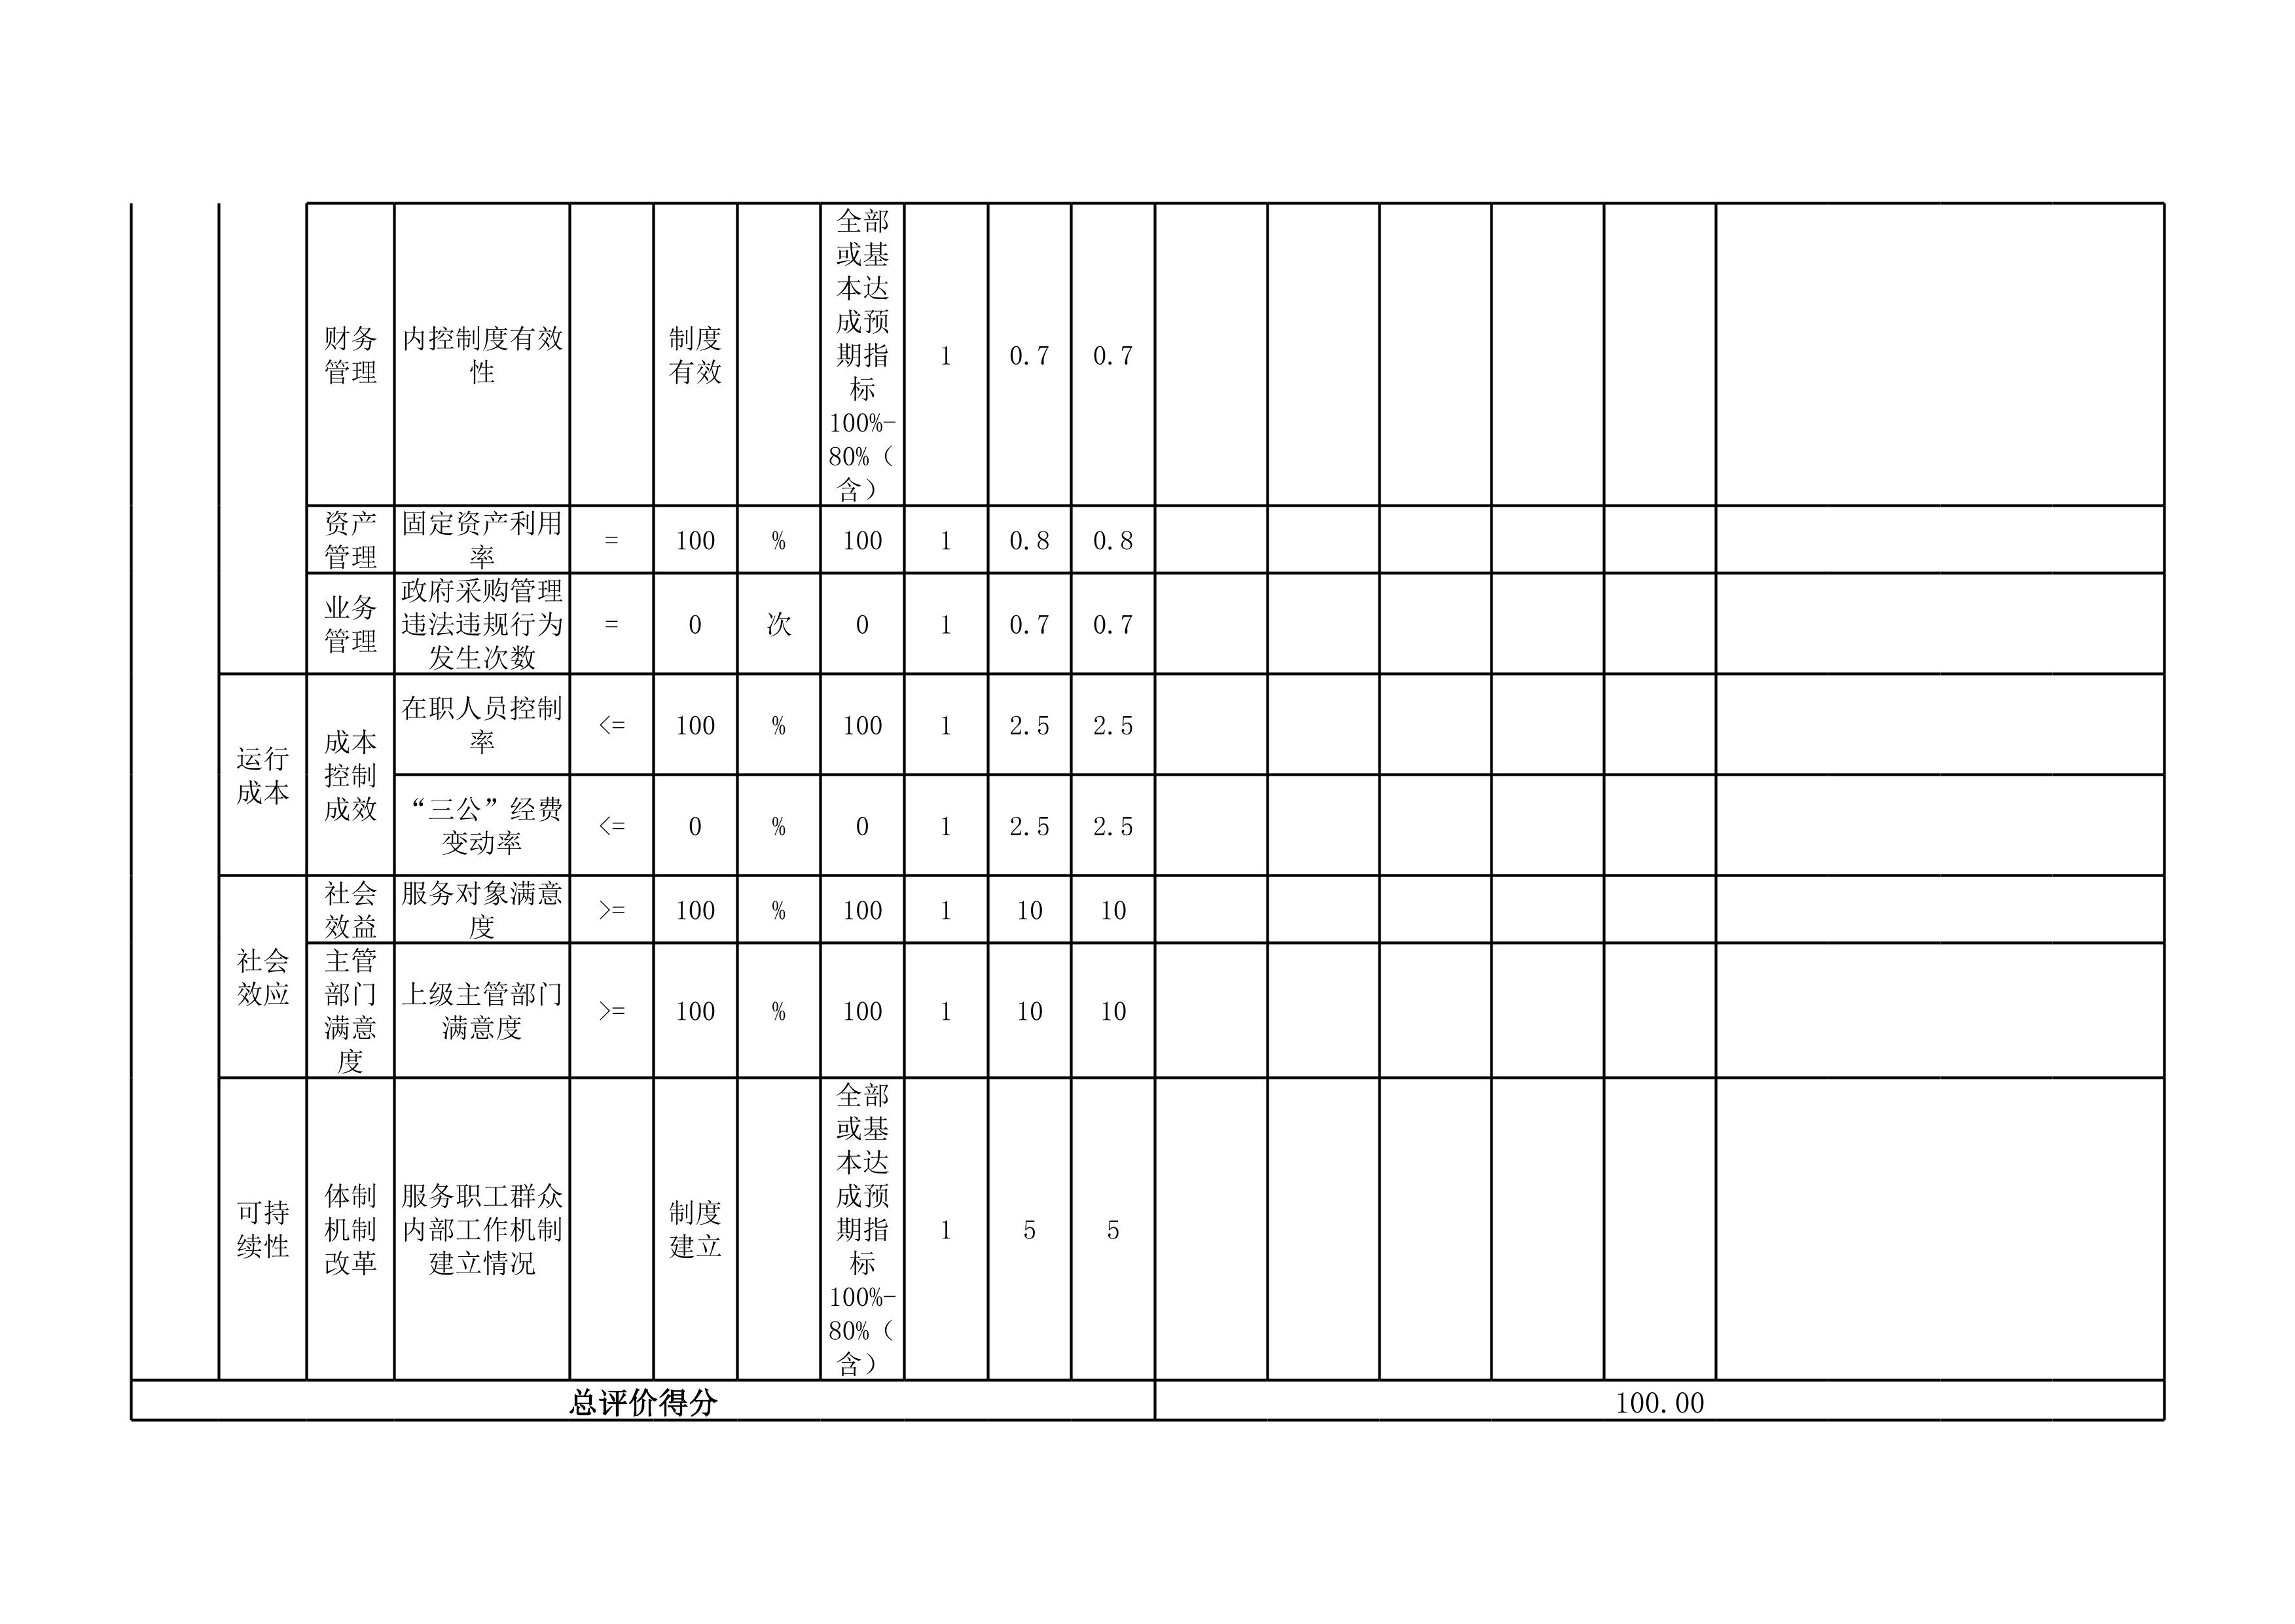 财务
管理
内控制度有效
性
制度
有效
全部
或基
本达
成预
期指
标
100%-
80%（
含）
1
0.7
0.7
资产
管理
固定资产利用
率
=
100
%
100
1
0.8
0.8
业务
管理
政府采购管理
违法违规行为
发生次数
=
0
次
0
1
0.7
0.7
运行
成本
成本
控制
成效
在职人员控制
率
<=
100
%
100
1
2.5
2.5
“三公”经费
变动率
<=
0
%
0
1
2.5
2.5
社会
效应
社会
效益
服务对象满意
度
>=
100
%
100
1
10
10
主管
部门
满意
度
上级主管部门
满意度
>=
100
%
100
1
10
10
可持
续性
体制
机制
改革
服务职工群众
内部工作机制
建立情况
制度
建立
全部
或基
本达
成预
期指
标
100%-
80%（
含）
1
5
5
总评价得分
100.00